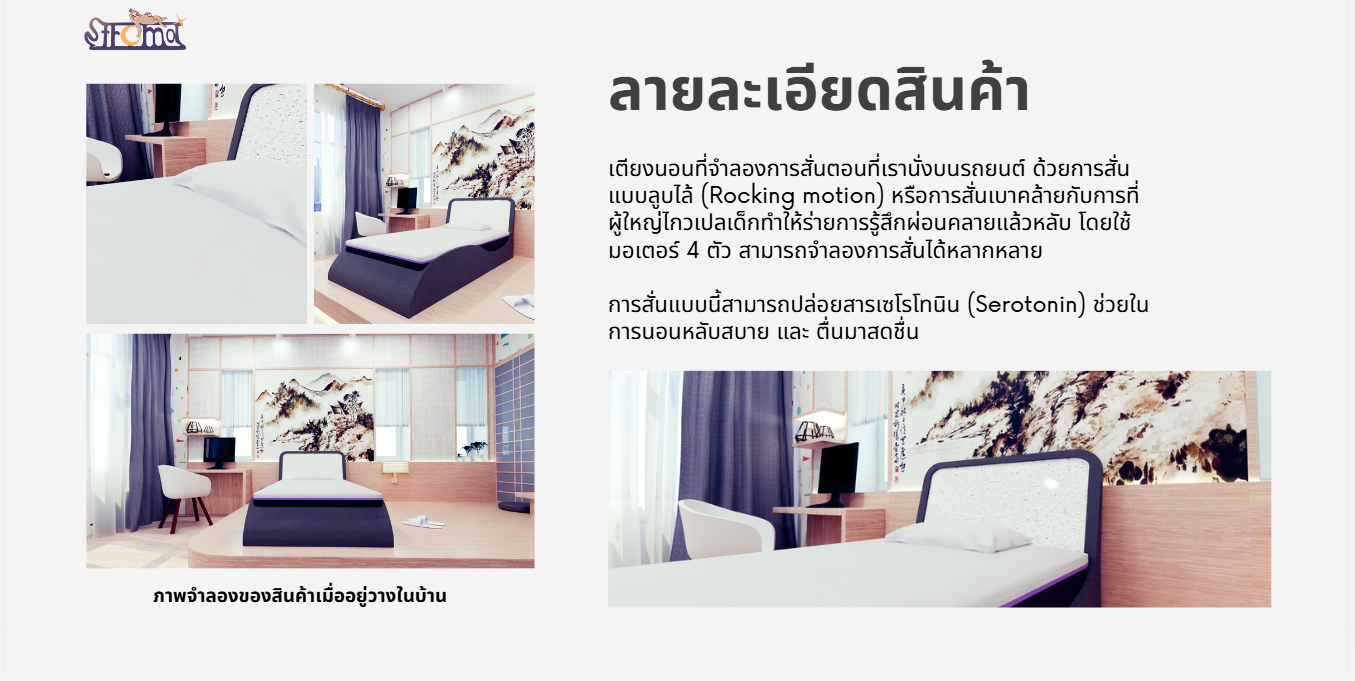 Stroma
ลายละเอียดสินค้า
เตียงนอนที่จำลองการสั่นตอนที่เรานั่งบนรถยนต์ ด้วยการสั่น
แบบลูบไล้ (Rocking motion) หรือการสั่นเบาคล้ายกับการที่
ผู้ใหญ่ไกวเปลเด็กทำให้ร่ายการรู้สึกผ่อนคลายแล้วหลับ โดยใช้
มอเตอร์ 4 ตัว สามารถจำลองการสั่นได้หลากหลาย
การสั่นแบบนี้สามารถปล่อยสารเซโรโทนิน (Serotonin) ช่วยใน
การนอนหลับสบาย และ ตื่นมาสดชื่น
ภาพจำลองของสินค้าเมื่ออยู่วางในบ้าน